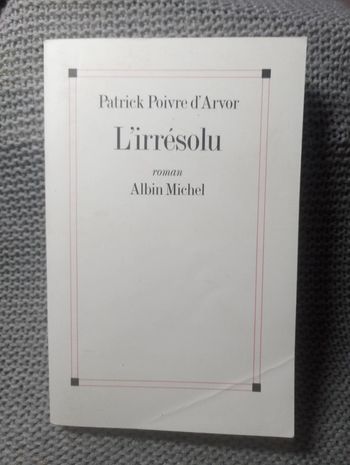 Patrick Poivre d'Arvor
L'irrésolu
roman
Albin Michel